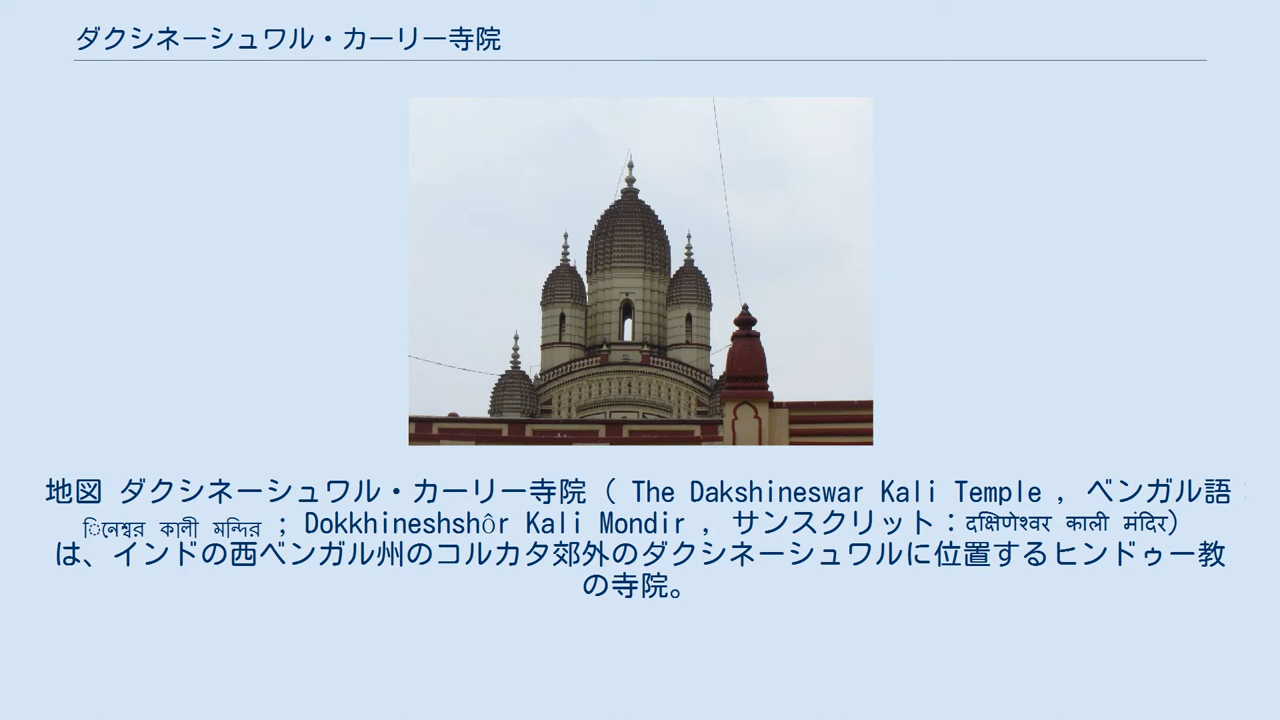 ダクシネーシュワル・カーリー寺院
地図 ダクシネーシュワル・カーリー寺院（ The Dakshineswar Kali Temple , ベンガル語 :
িনেশ্বর কালী মন্দির ; Dokkhineshshôr Kali Mondir , サンスクリット：दक्षिणेश्वर काली मंदिर)
は、インドの西ベンガル州のコルカタ郊外のダクシネーシュワルに位置するヒンドゥー教
の寺院。